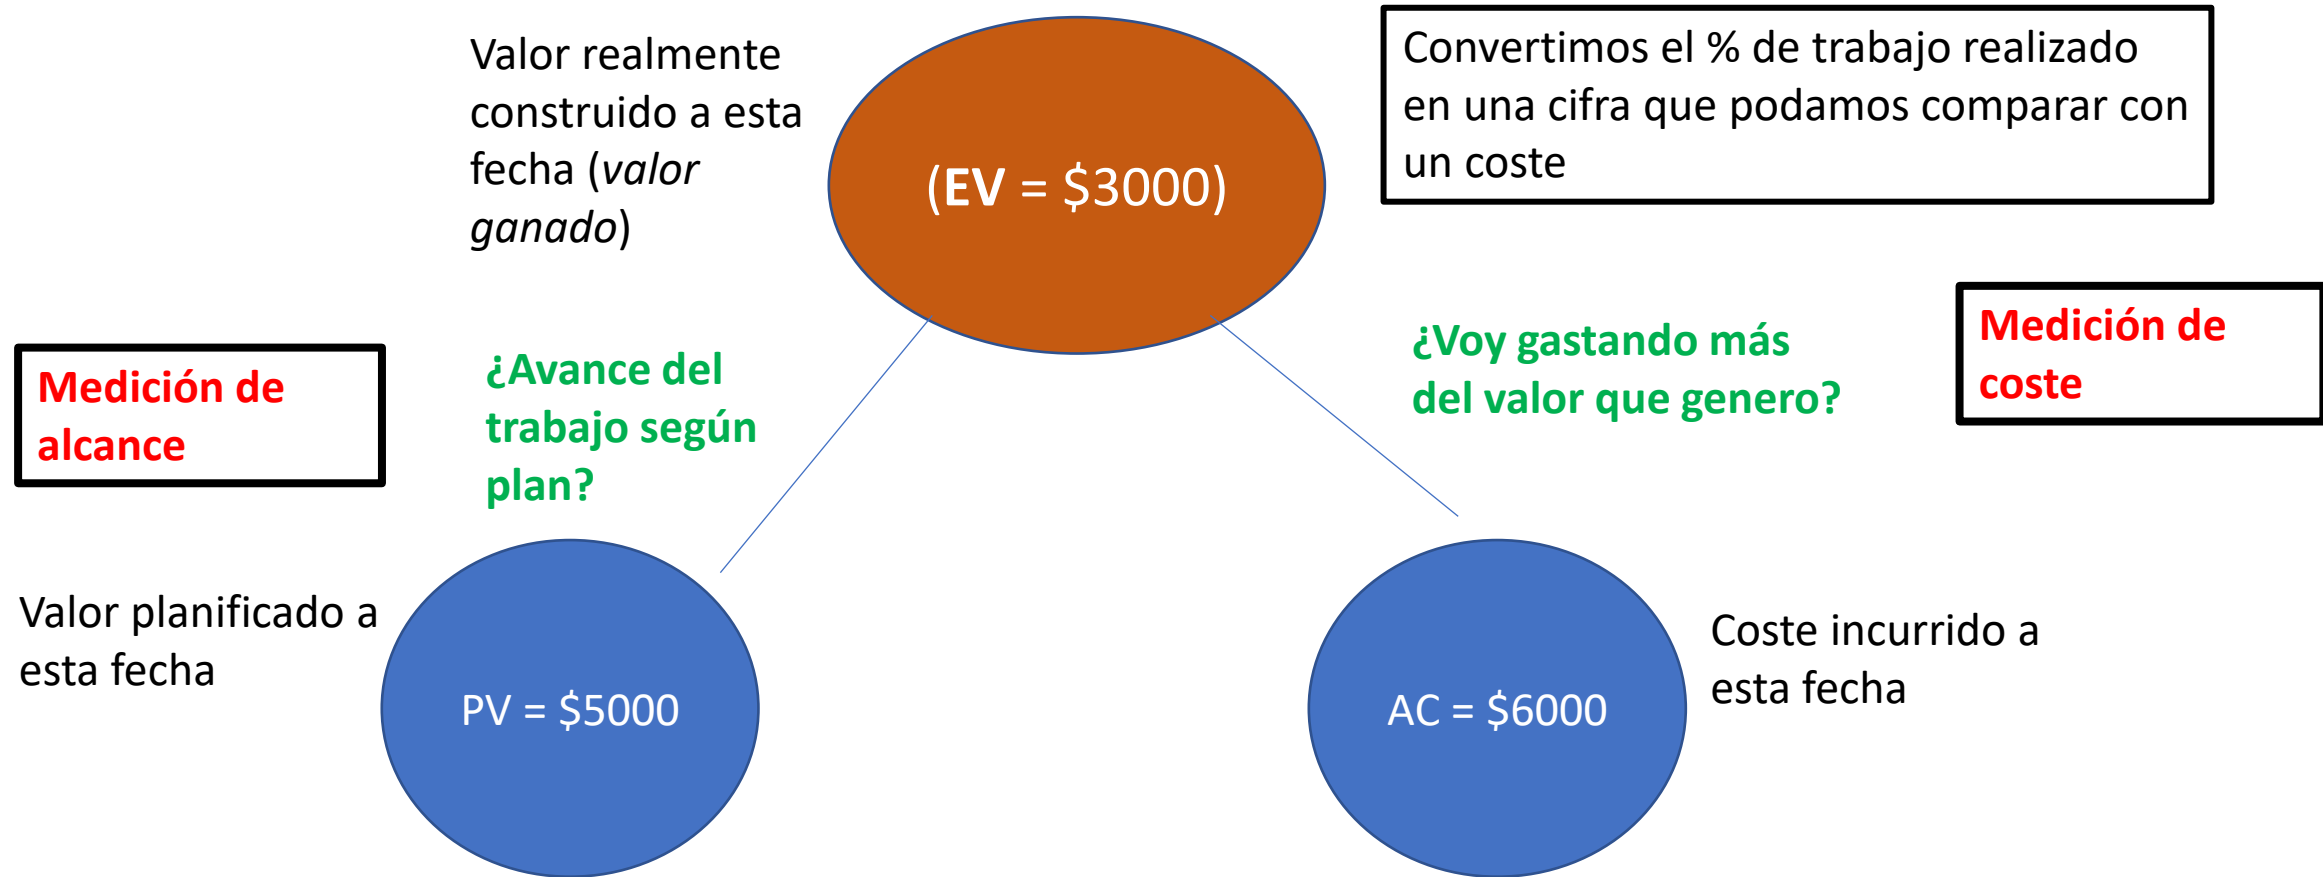 Valor realmente
construido a esta
fecha (valor
ganado)
(EV = $3000)
Convertimos el % de trabajo realizado
en una cifra que podamos comparar con
un coste
Medición de
alcance
¿Avance del
trabajo según
plan?
¿Voy gastando más
del valor que genero?
Medición de
coste
Valor planificado a
esta fecha
PV = $5000
AC = $6000
Coste incurrido a
esta fecha